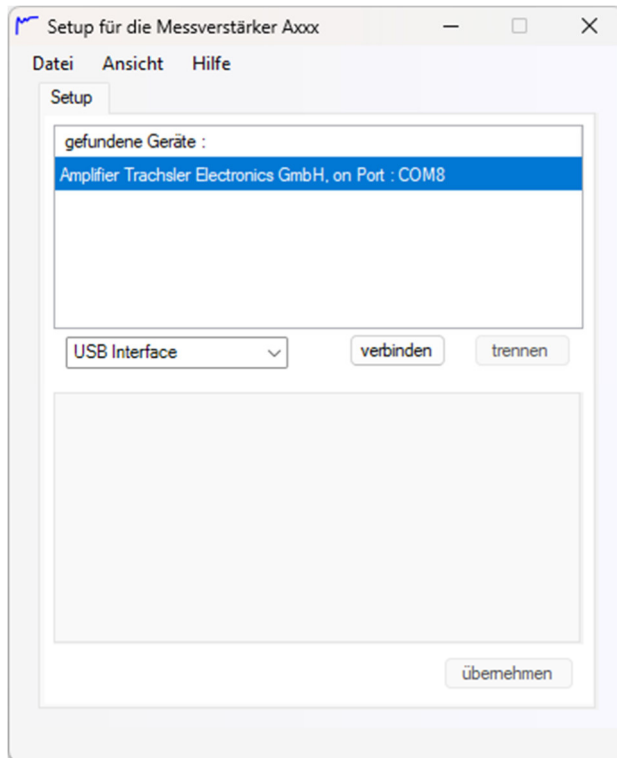 Setup für die Messverstärker Axxx
Datei Ansicht Hilfe
Setup
gefundene Geräte :
Amplifier Trachsler Electronics GmbH, on Port : COM8
USB Interface
verbinden
trennen
übernehmen